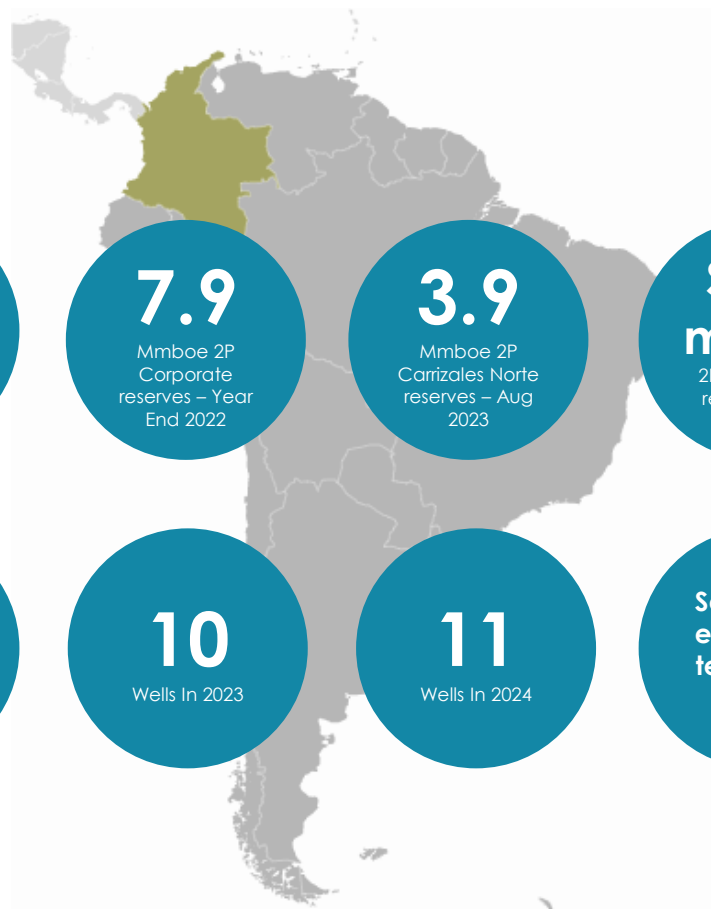 7.9
Mmboe 2P
Corporate
reserves – Year
End 2022
3.9
Mmboe 2P
Carrizales Norte
reserves – Aug
2023
10
Wells In 2023
11
Wells In 2024